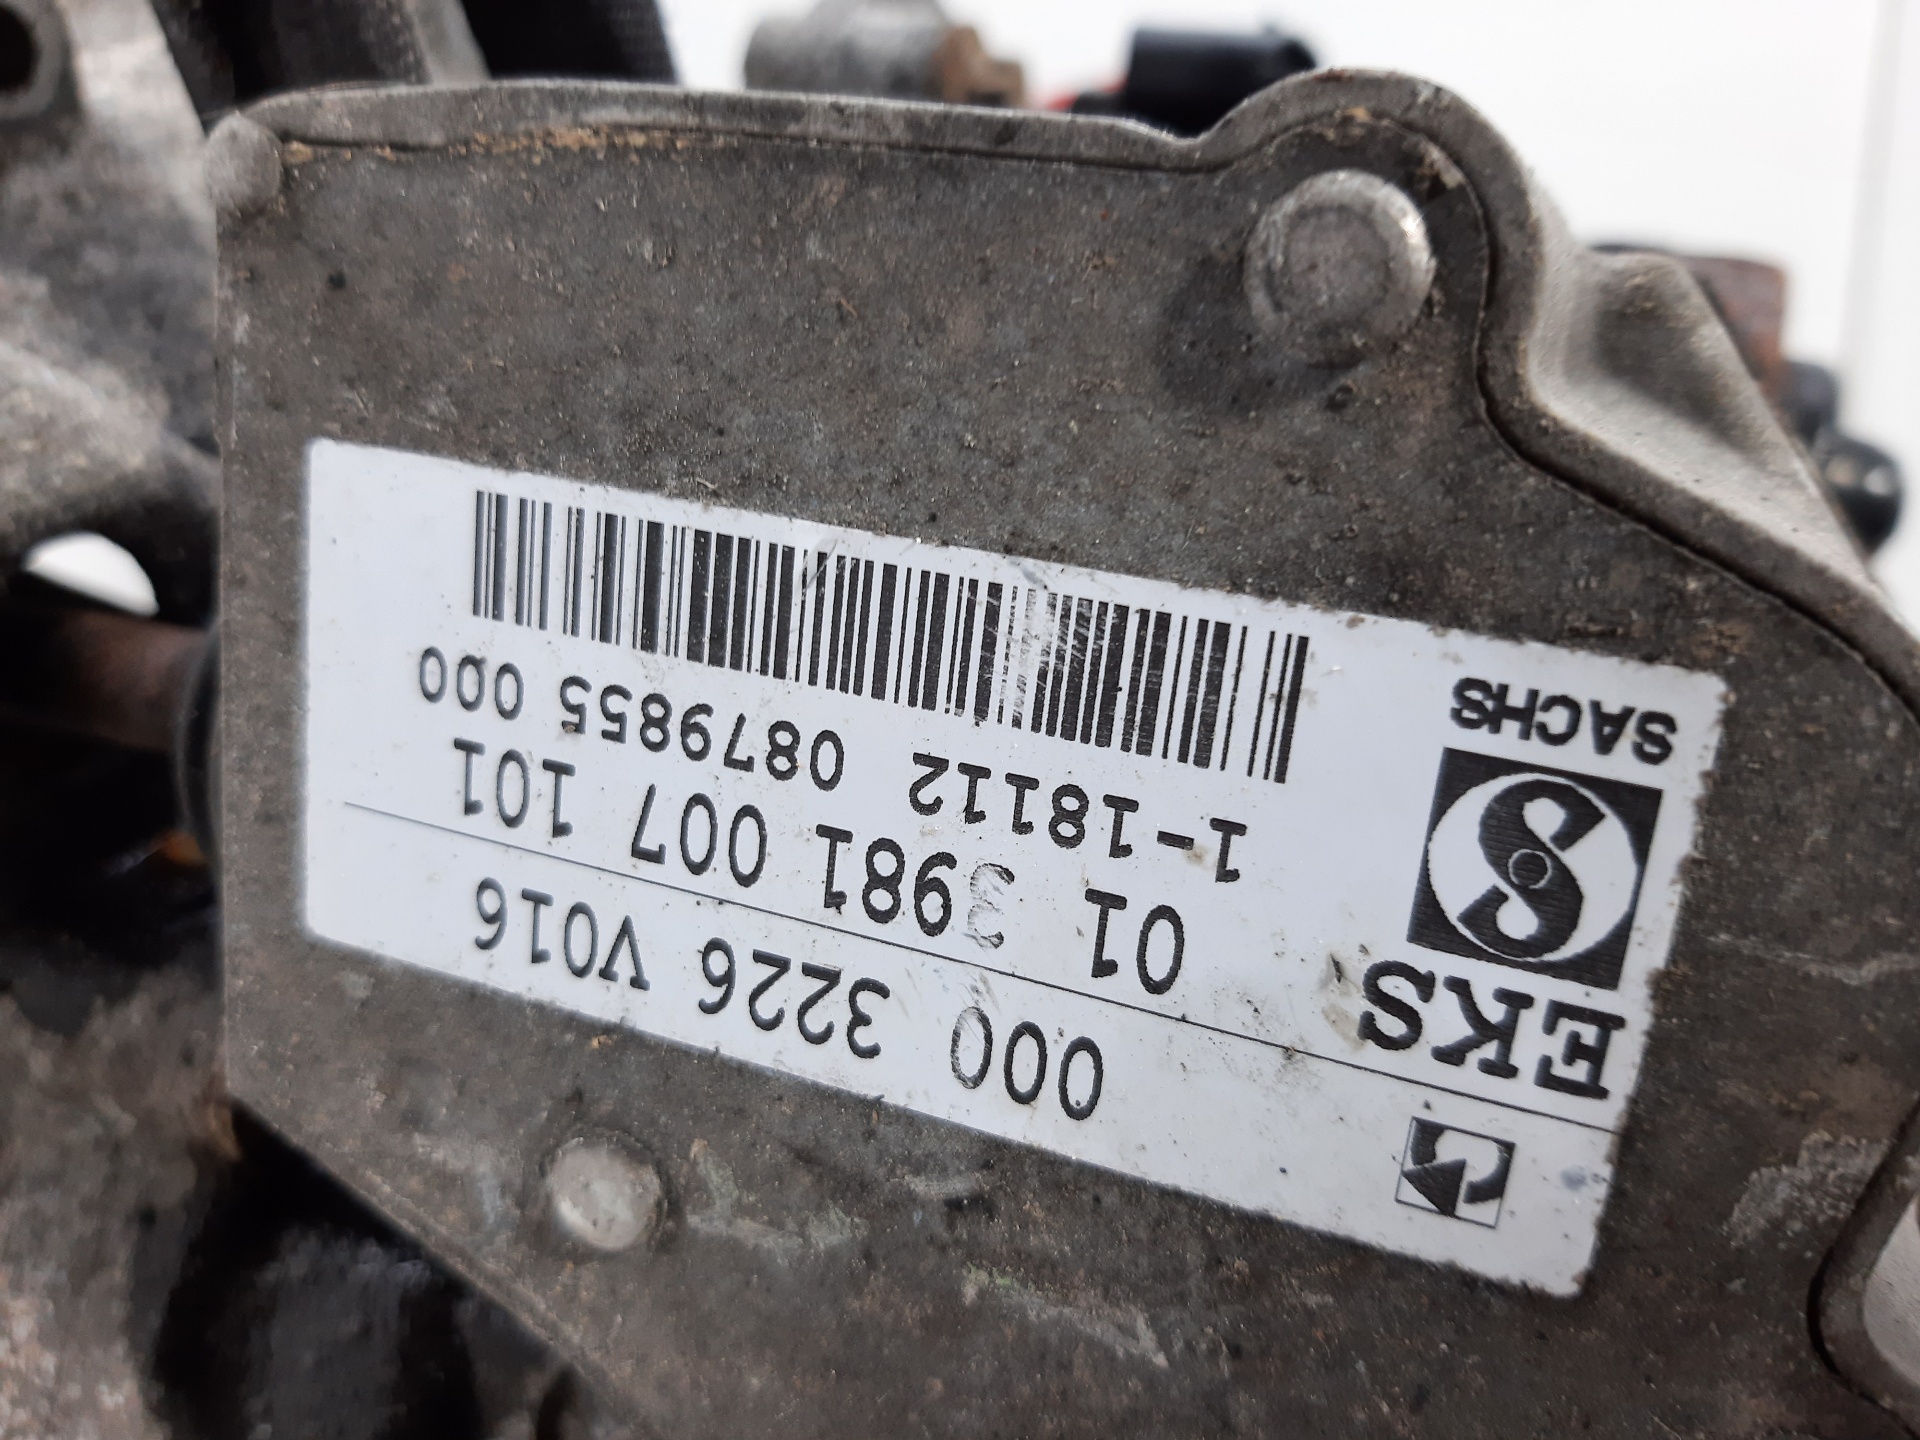 SACHS
EKS
1-18112 0879855 000
01 3981 007 101
000 3226 V016